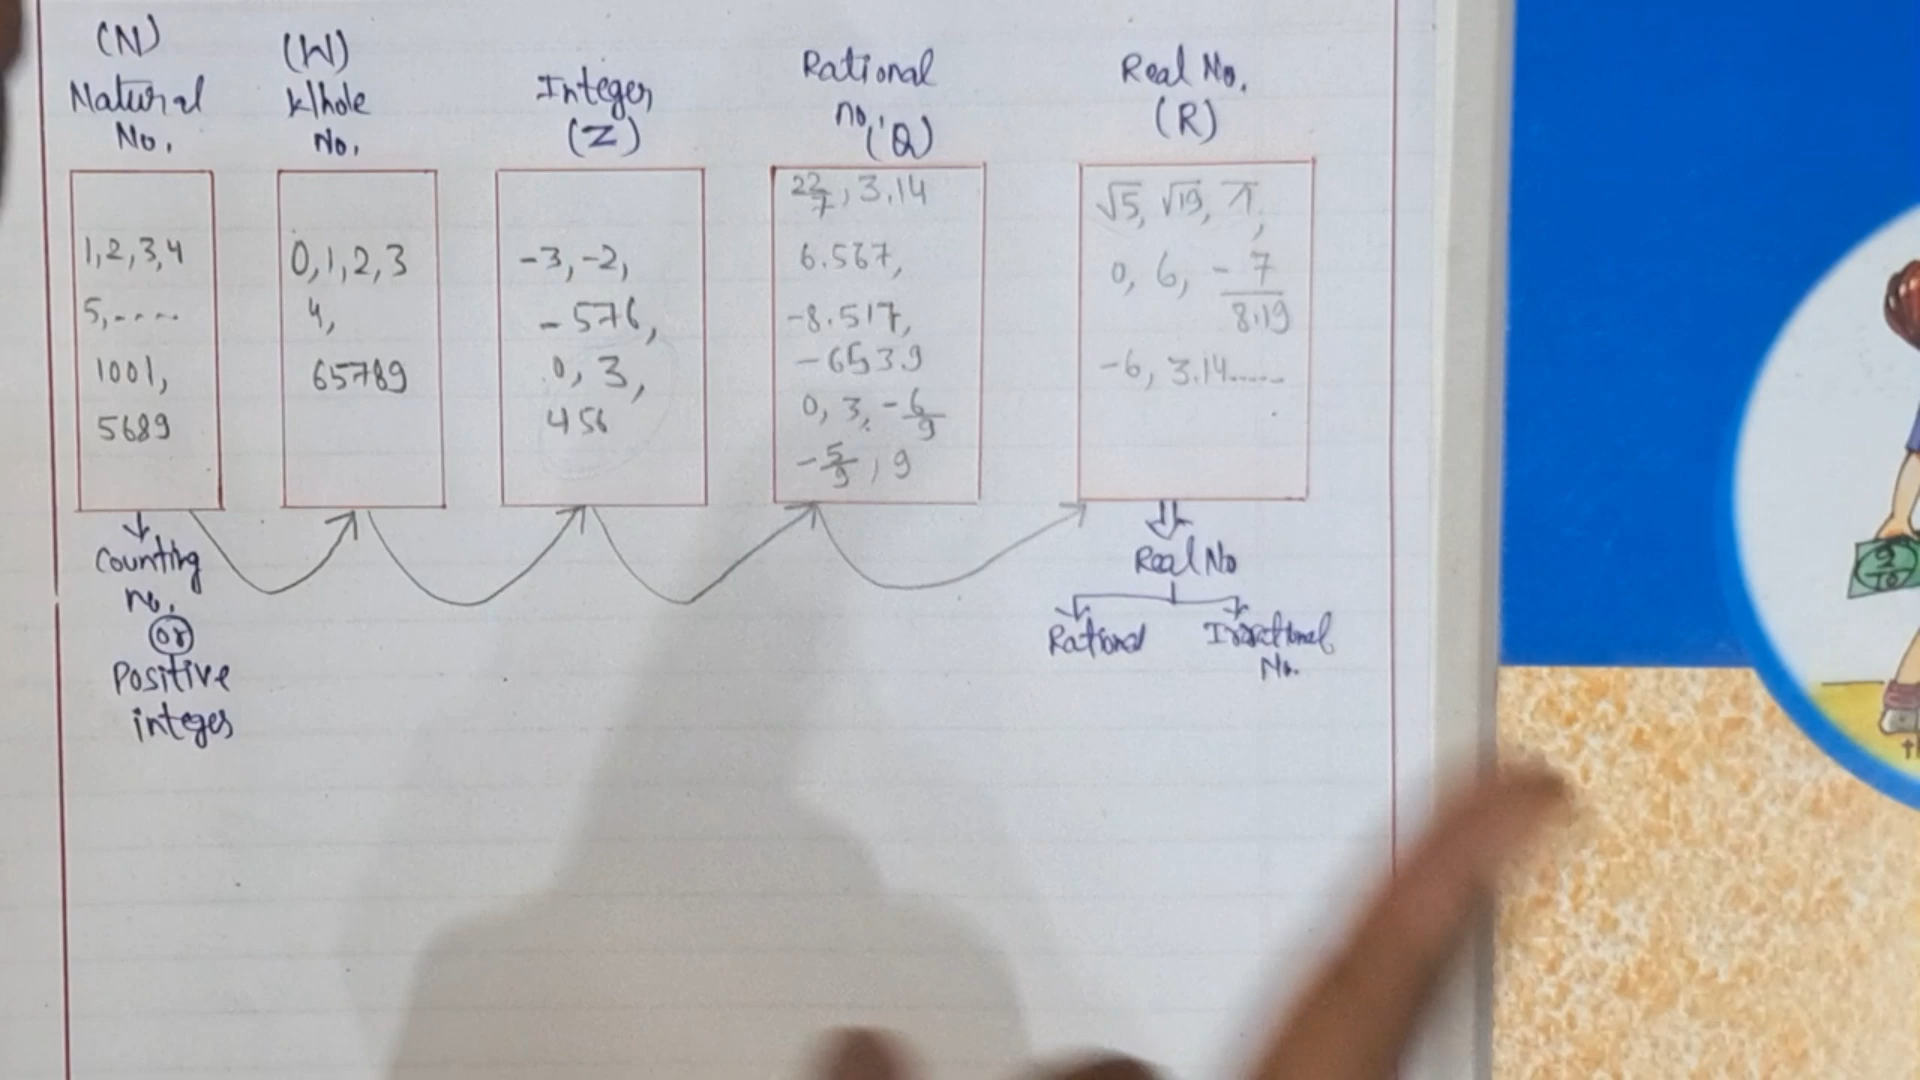 (N)
Natural
No.
1,2,3,4
5,----
1001,
5689
Counting
no.
or
Positive
integes
(W)
Whole
No.
0,1,2,3
4,
65789
Integer
(Z)
-3,-2,
-576,
0, 3,
456
Rational
no. (Q)
22/7, 3.14
6.567,
-8.517,
-6539
0, 3, -6/9
-5/9, 9
Real No.
(R)
√5, √19, π,
0, 6, -7/8.19
-6, 3.14......
Real No
Rational Irrational
No.
9/10